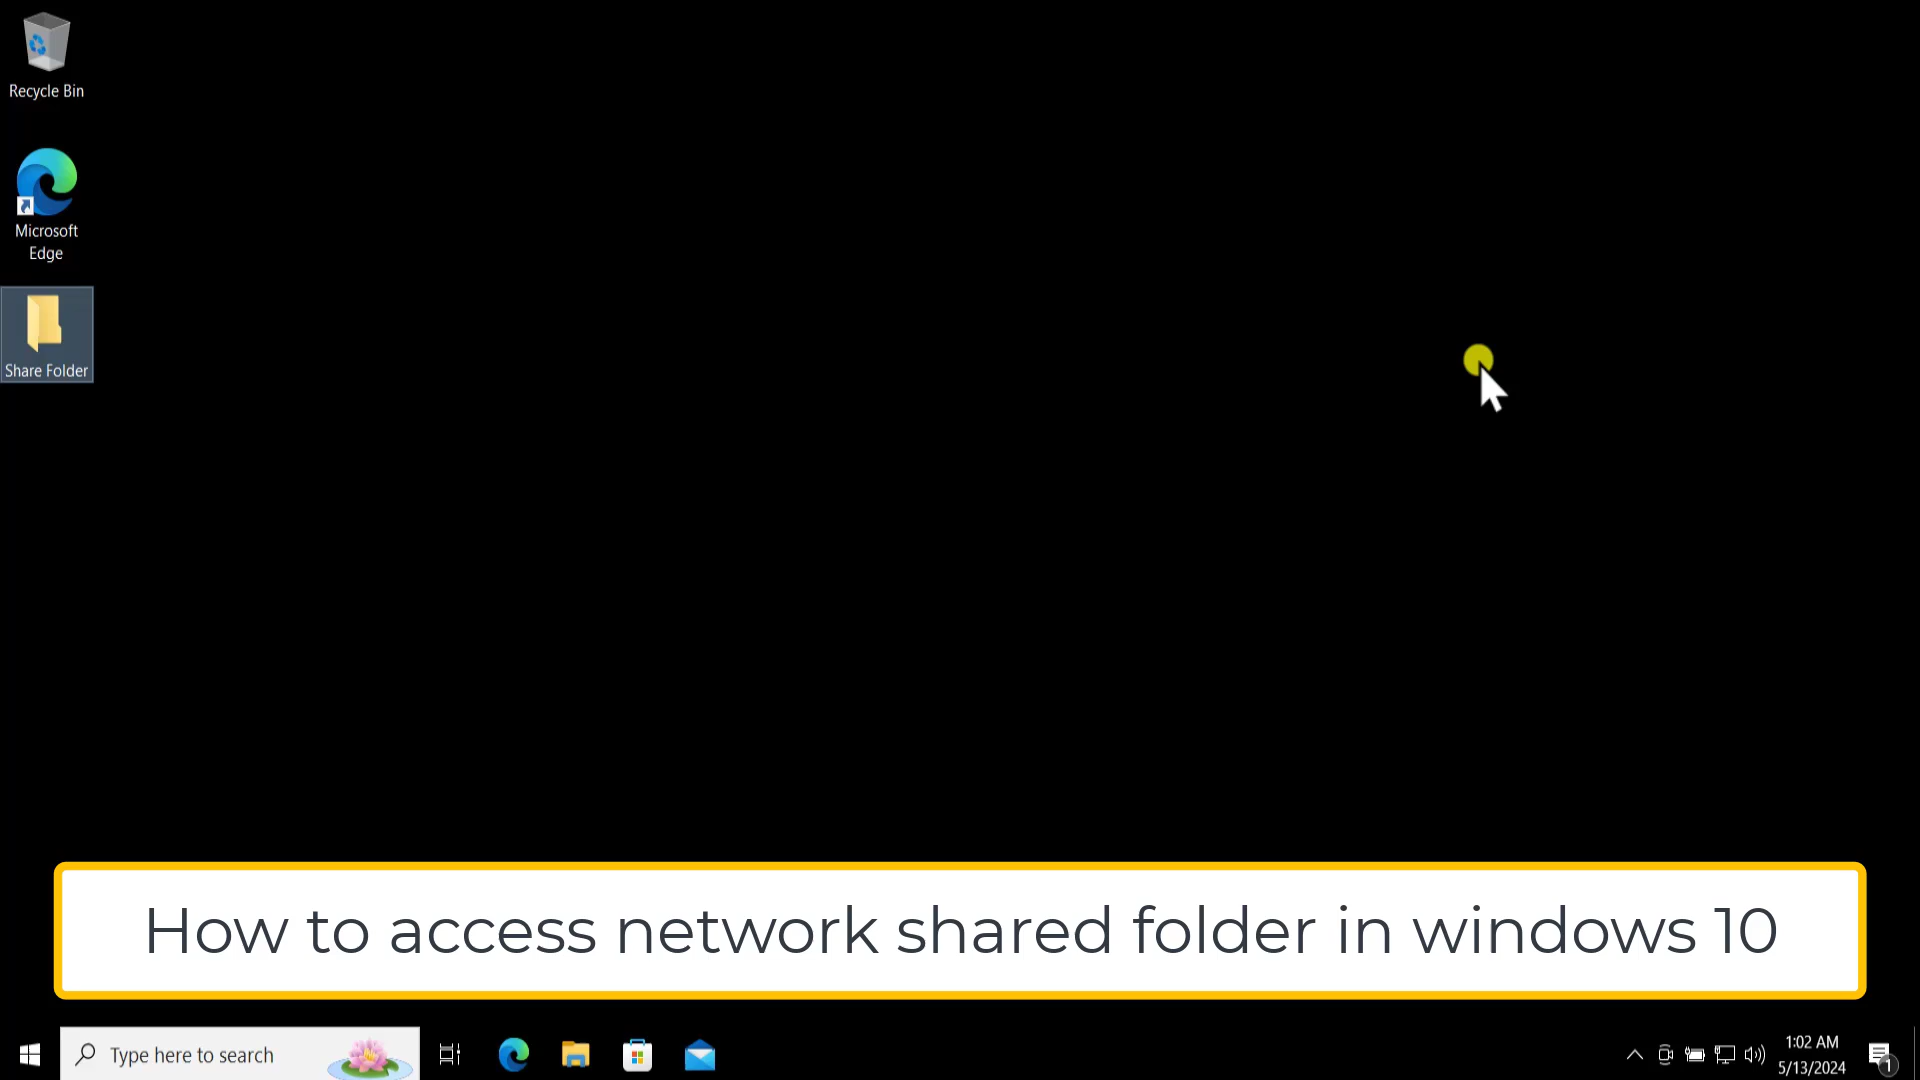 Recycle Bin
Microsoft
Edge
Share Folder
How to access network shared folder in windows 10
Type here to search
1:02 AM
5/13/2024
1